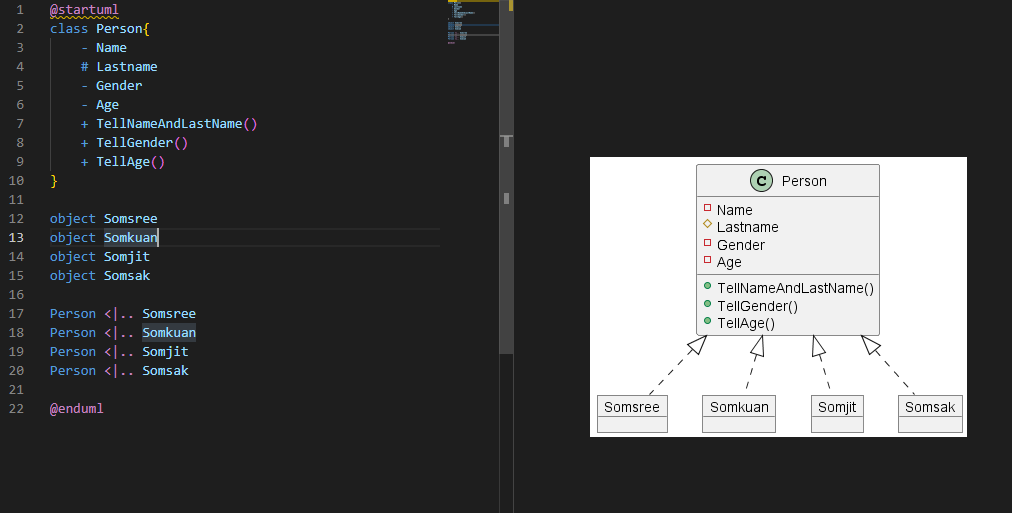 1 @startuml
2 class Person{
3 - Name
4 # Lastname
5 - Gender
6 - Age
7 + TellNameAndLastName()
8 + TellGender()
9 + TellAge()
10 }
11
12 object Somsree
13 object Somkuan
14 object Somjit
15 object Somsak
16
17 Person <|.. Somsree
18 Person <|.. Somkuan
19 Person <|.. Somjit
20 Person <|.. Somsak
21
22 @enduml
C Person
Name
Lastname
Gender
Age
TellNameAndLastName()
TellGender()
TellAge()
Somsree Somkuan Somjit Somsak